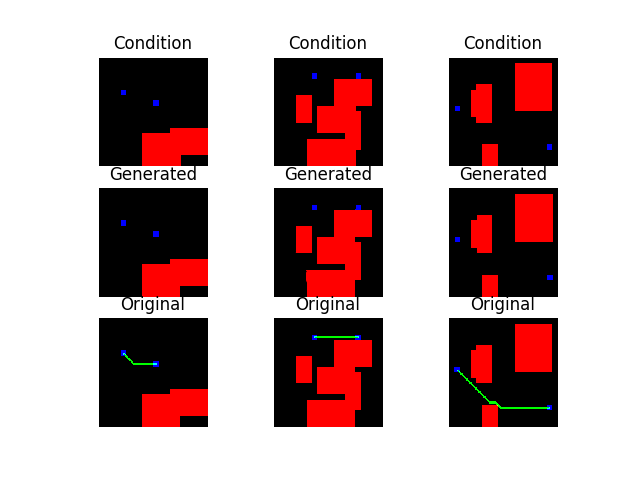 Condition Condition Condition
Generated Generated Generated
Original Original Original